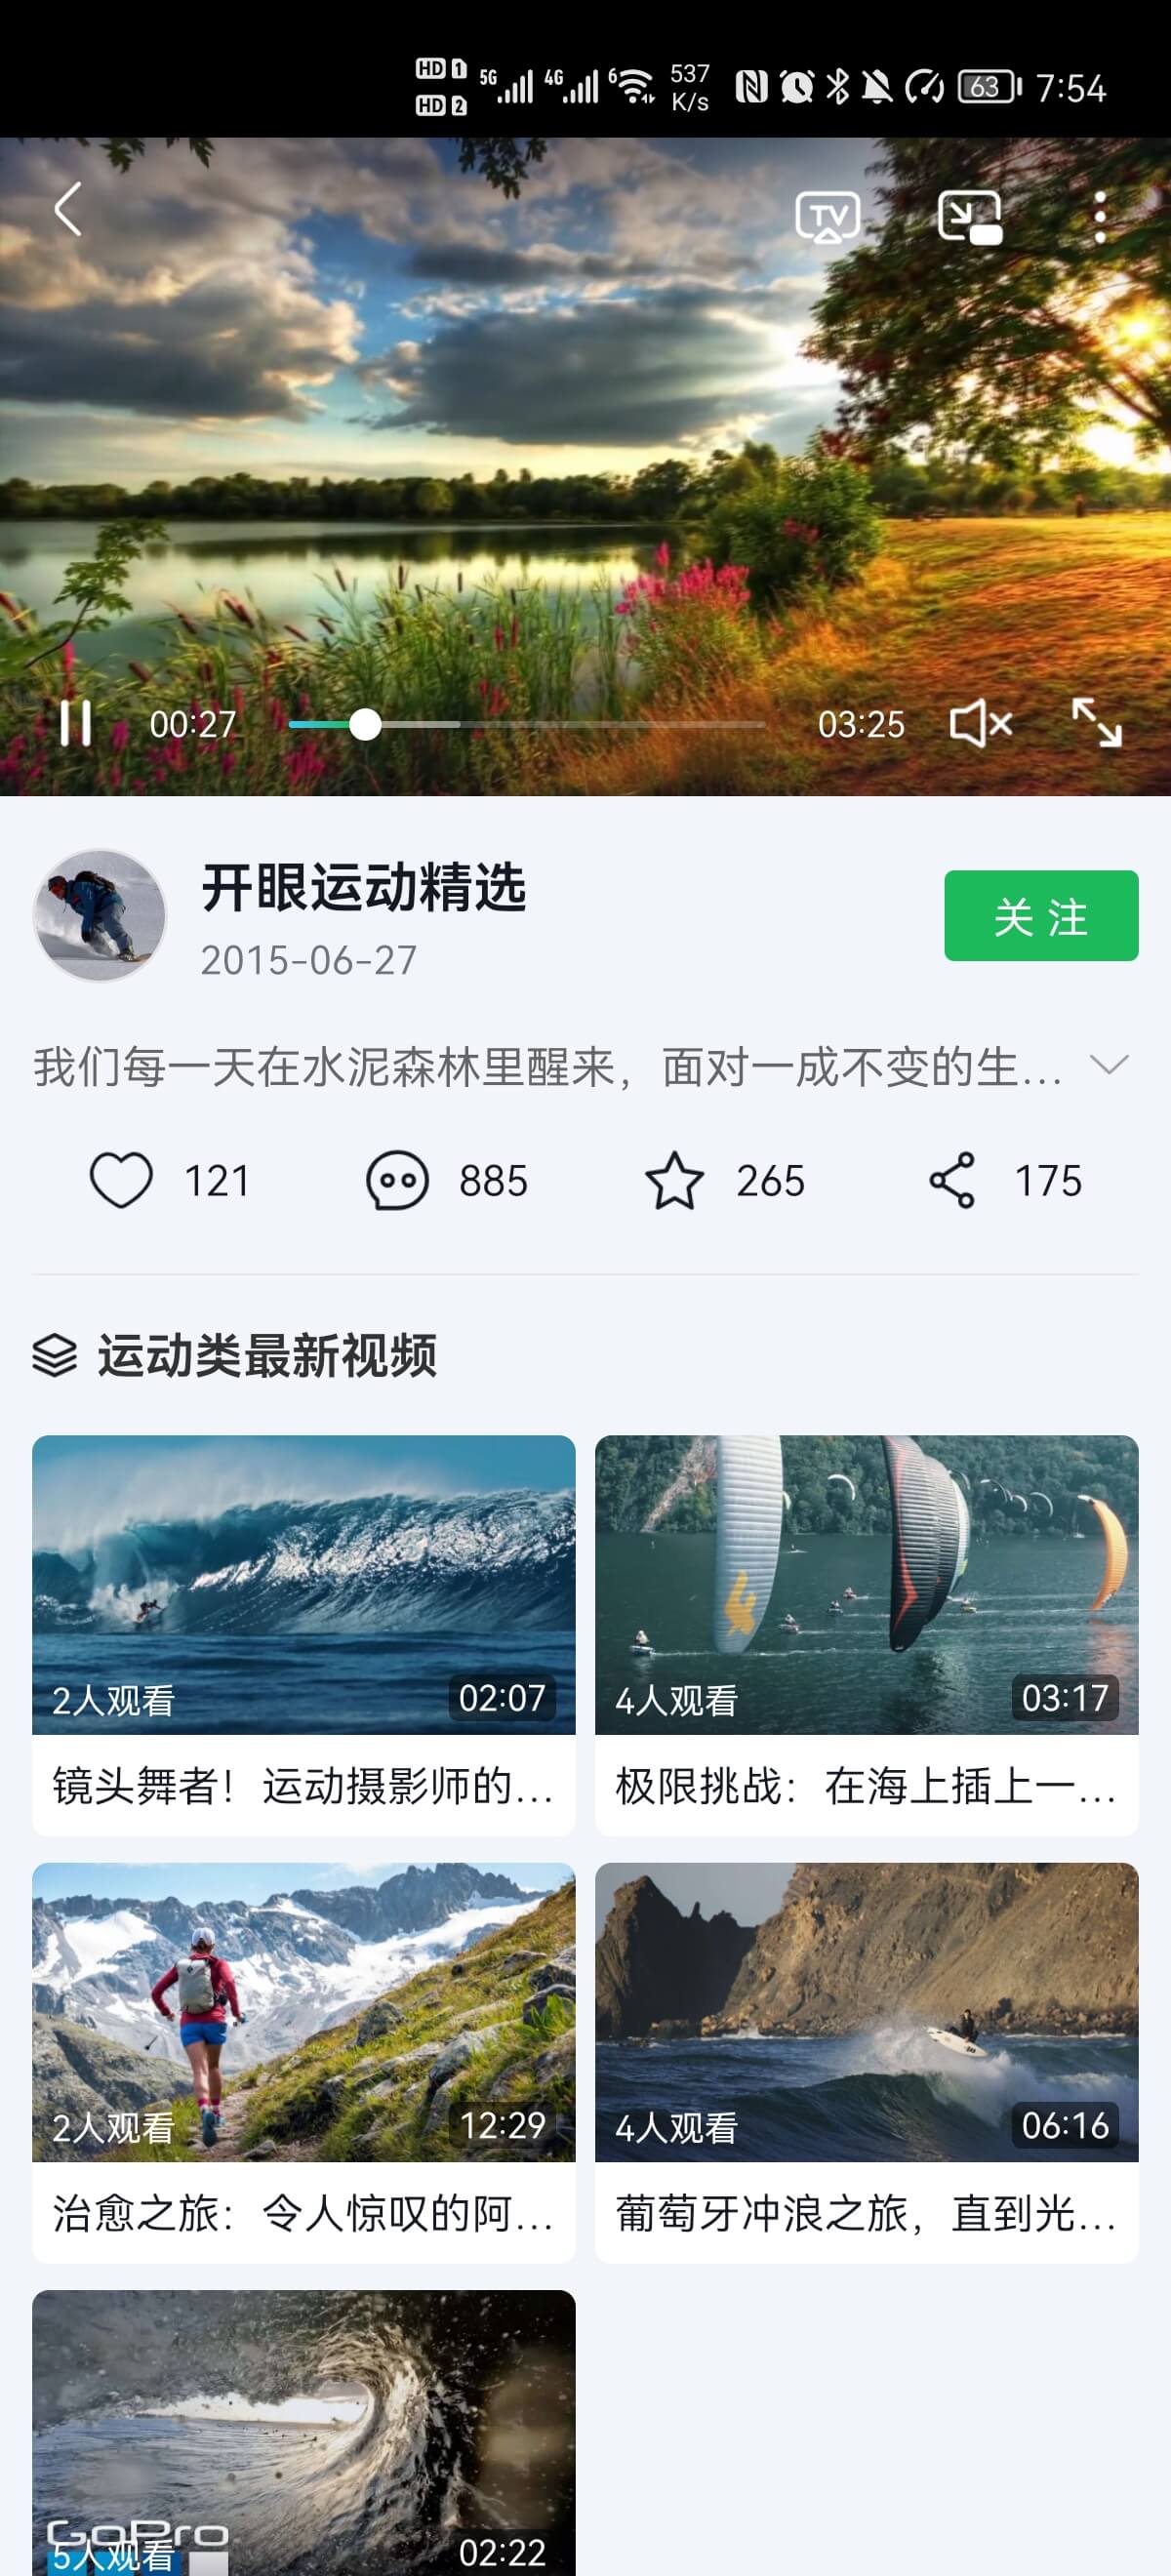 HD 1 5G 4G 6 537 63 7:54
HD 2 K/s
TV
00:27 03:25
开眼运动精选
关注
2015-06-27
我们每一天在水泥森林里醒来，面对一成不变的生...
121 885 265 175
运动类最新视频
2人观看 02:07
镜头舞者！运动摄影师的...
4人观看 03:17
极限挑战：在海上插上一...
2人观看 12:29
治愈之旅：令人惊叹的阿...
4人观看 06:16
葡萄牙冲浪之旅，直到光...
GoPro
5人观看 02:22